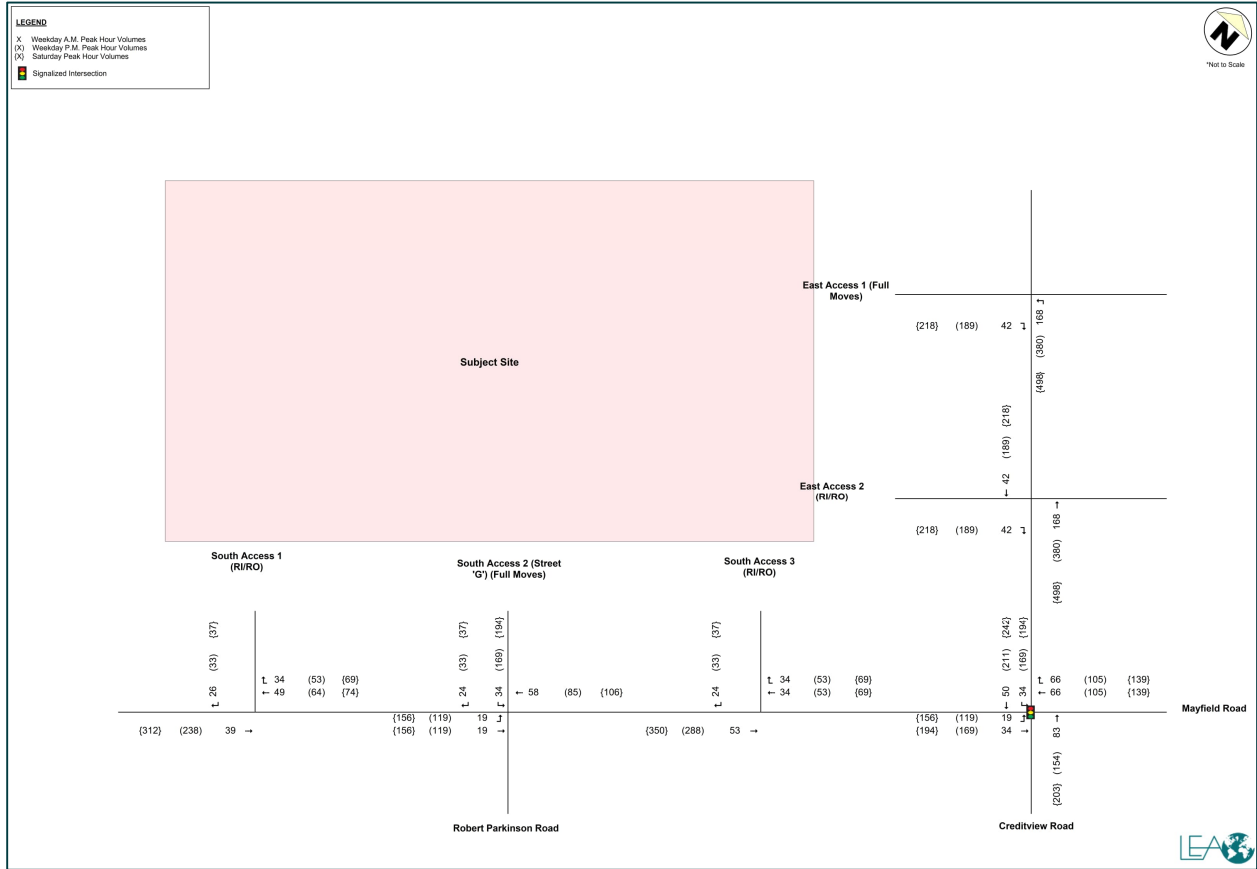 LEGEND
X Weekday A.M. Peak Hour Volumes
(X) Weekday P.M. Peak Hour Volumes
{X} Saturday Peak Hour Volumes
Signalized Intersection
N
*Not to Scale
East Access 1 (Full
Moves)
{218} (189) 42
{498} (380) 168
Subject Site
42 (189) {218}
East Access 2
(RI/RO)
{218} (189) 42
{498} (380) 168
South Access 1
(RI/RO)
South Access 2 (Street
'G') (Full Moves)
South Access 3
(RI/RO)
26 (33) {37}
34 (53) {69}
49 (64) {74}
{312} (238) 39
24 (33) {37}
34 (169) {194}
58 (85) {106}
{156} (119) 19
{156} (119) 19
24 (33) {37}
34 (53) {69}
34 (53) {69}
{350} (288) 53
50 (211) {242}
34 (169) {194}
66 (105) {139}
66 (105) {139}
{156} (119) 19
{194} (169) 34
{203} (154) 83
Mayfield Road
Robert Parkinson Road
Creditview Road
LEA